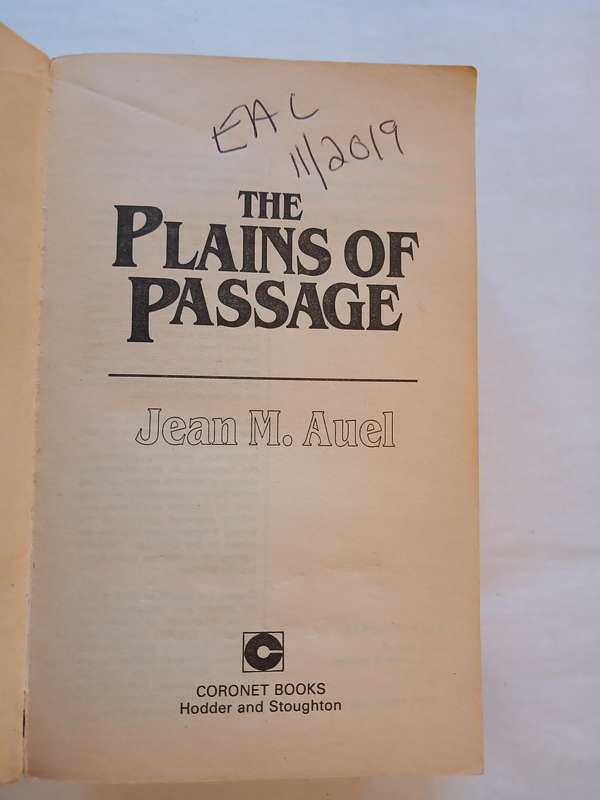 EAC
11/2019
THE
PLAINS OF
PASSAGE
Jean M. Auel
C
CORONET BOOKS
Hodder and Stoughton